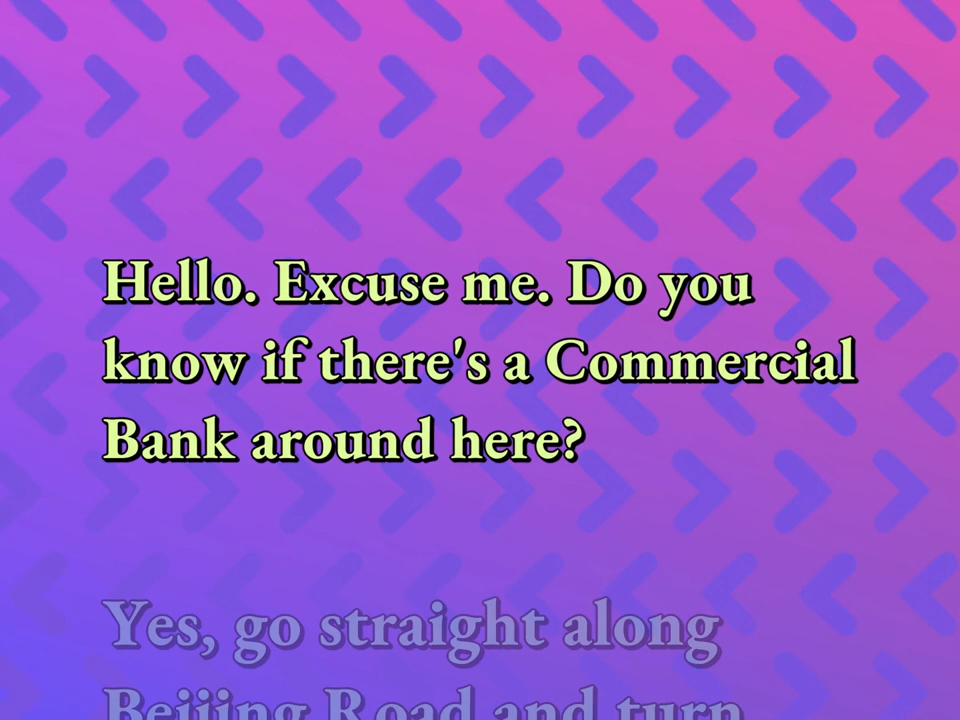 Hello. Excuse me. Do you
know if there's a Commercial
Bank around here?
Yes, go straight along
Beijing Road and turn